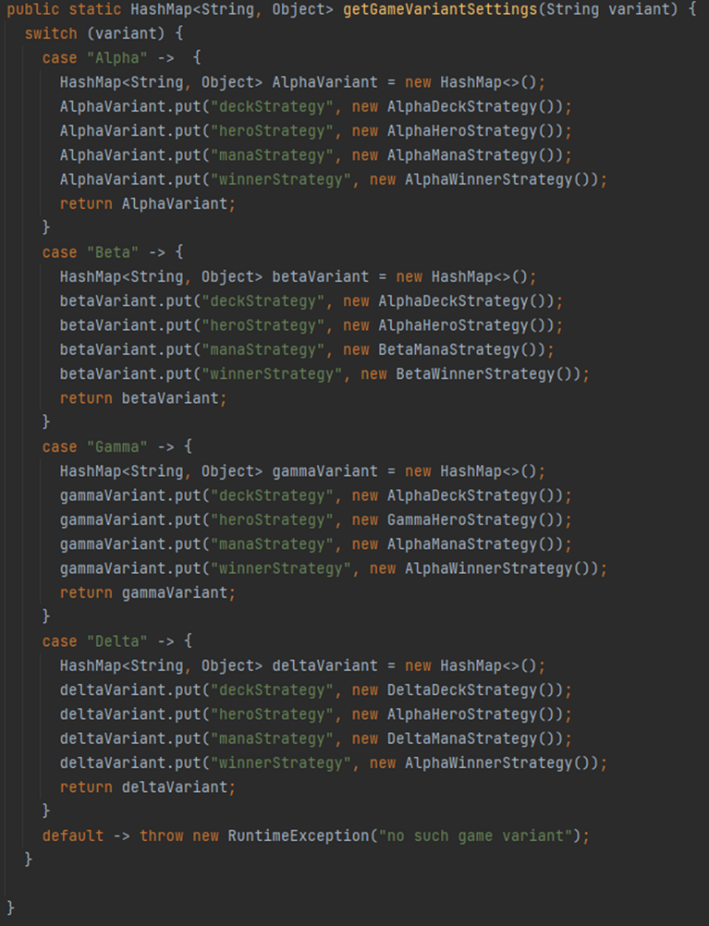 public static HashMap<String, Object> getGameVariantSettings(String variant) {
  switch (variant) {
    case "Alpha" ->  {
      HashMap<String, Object> AlphaVariant = new HashMap<>();
      AlphaVariant.put("deckStrategy", new AlphaDeckStrategy());
      AlphaVariant.put("heroStrategy", new AlphaHeroStrategy());
      AlphaVariant.put("manaStrategy", new AlphaManaStrategy());
      AlphaVariant.put("winnerStrategy", new AlphaWinnerStrategy());
      return AlphaVariant;
    }
    case "Beta" -> {
      HashMap<String, Object> betaVariant = new HashMap<>();
      betaVariant.put("deckStrategy", new AlphaDeckStrategy());
      betaVariant.put("heroStrategy", new AlphaHeroStrategy());
      betaVariant.put("manaStrategy", new BetaManaStrategy());
      betaVariant.put("winnerStrategy", new BetaWinnerStrategy());
      return betaVariant;
    }
    case "Gamma" -> {
      HashMap<String, Object> gammaVariant = new HashMap<>();
      gammaVariant.put("deckStrategy", new AlphaDeckStrategy());
      gammaVariant.put("heroStrategy", new GammaHeroStrategy());
      gammaVariant.put("manaStrategy", new AlphaManaStrategy());
      gammaVariant.put("winnerStrategy", new AlphaWinnerStrategy());
      return gammaVariant;
    }
    case "Delta" -> {
      HashMap<String, Object> deltaVariant = new HashMap<>();
      deltaVariant.put("deckStrategy", new DeltaDeckStrategy());
      deltaVariant.put("heroStrategy", new AlphaHeroStrategy());
      deltaVariant.put("manaStrategy", new DeltaManaStrategy());
      deltaVariant.put("winnerStrategy", new AlphaWinnerStrategy());
      return deltaVariant;
    }
    default -> throw new RuntimeException("no such game variant");
  }
}